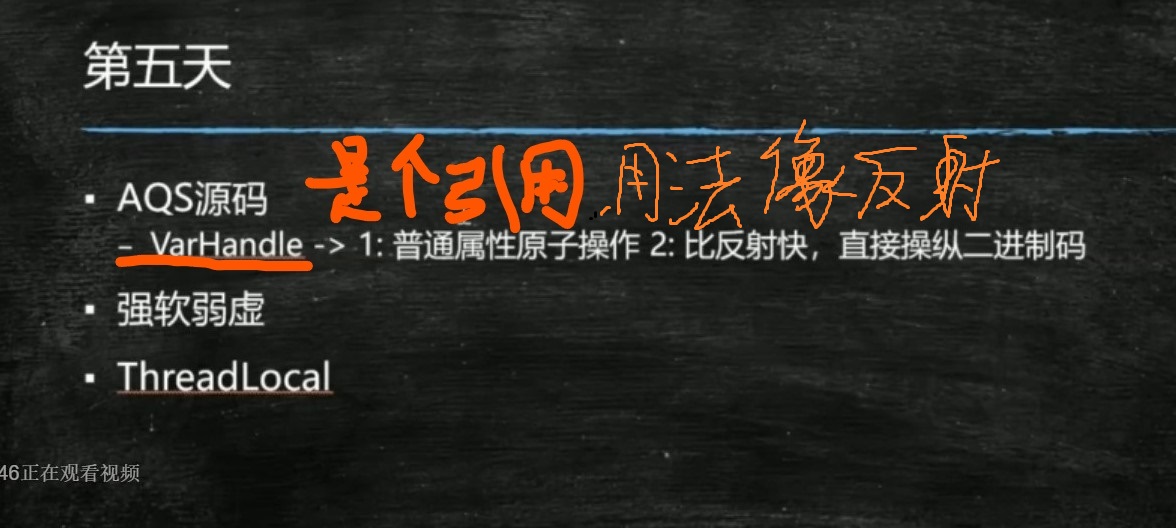 第五天
是个引用.用法像反射
▪ AQS源码
– VarHandle -> 1: 普通属性原子操作 2: 比反射快，直接操纵二进制码
▪ 强软弱虚
▪ ThreadLocal
46正在观看视频